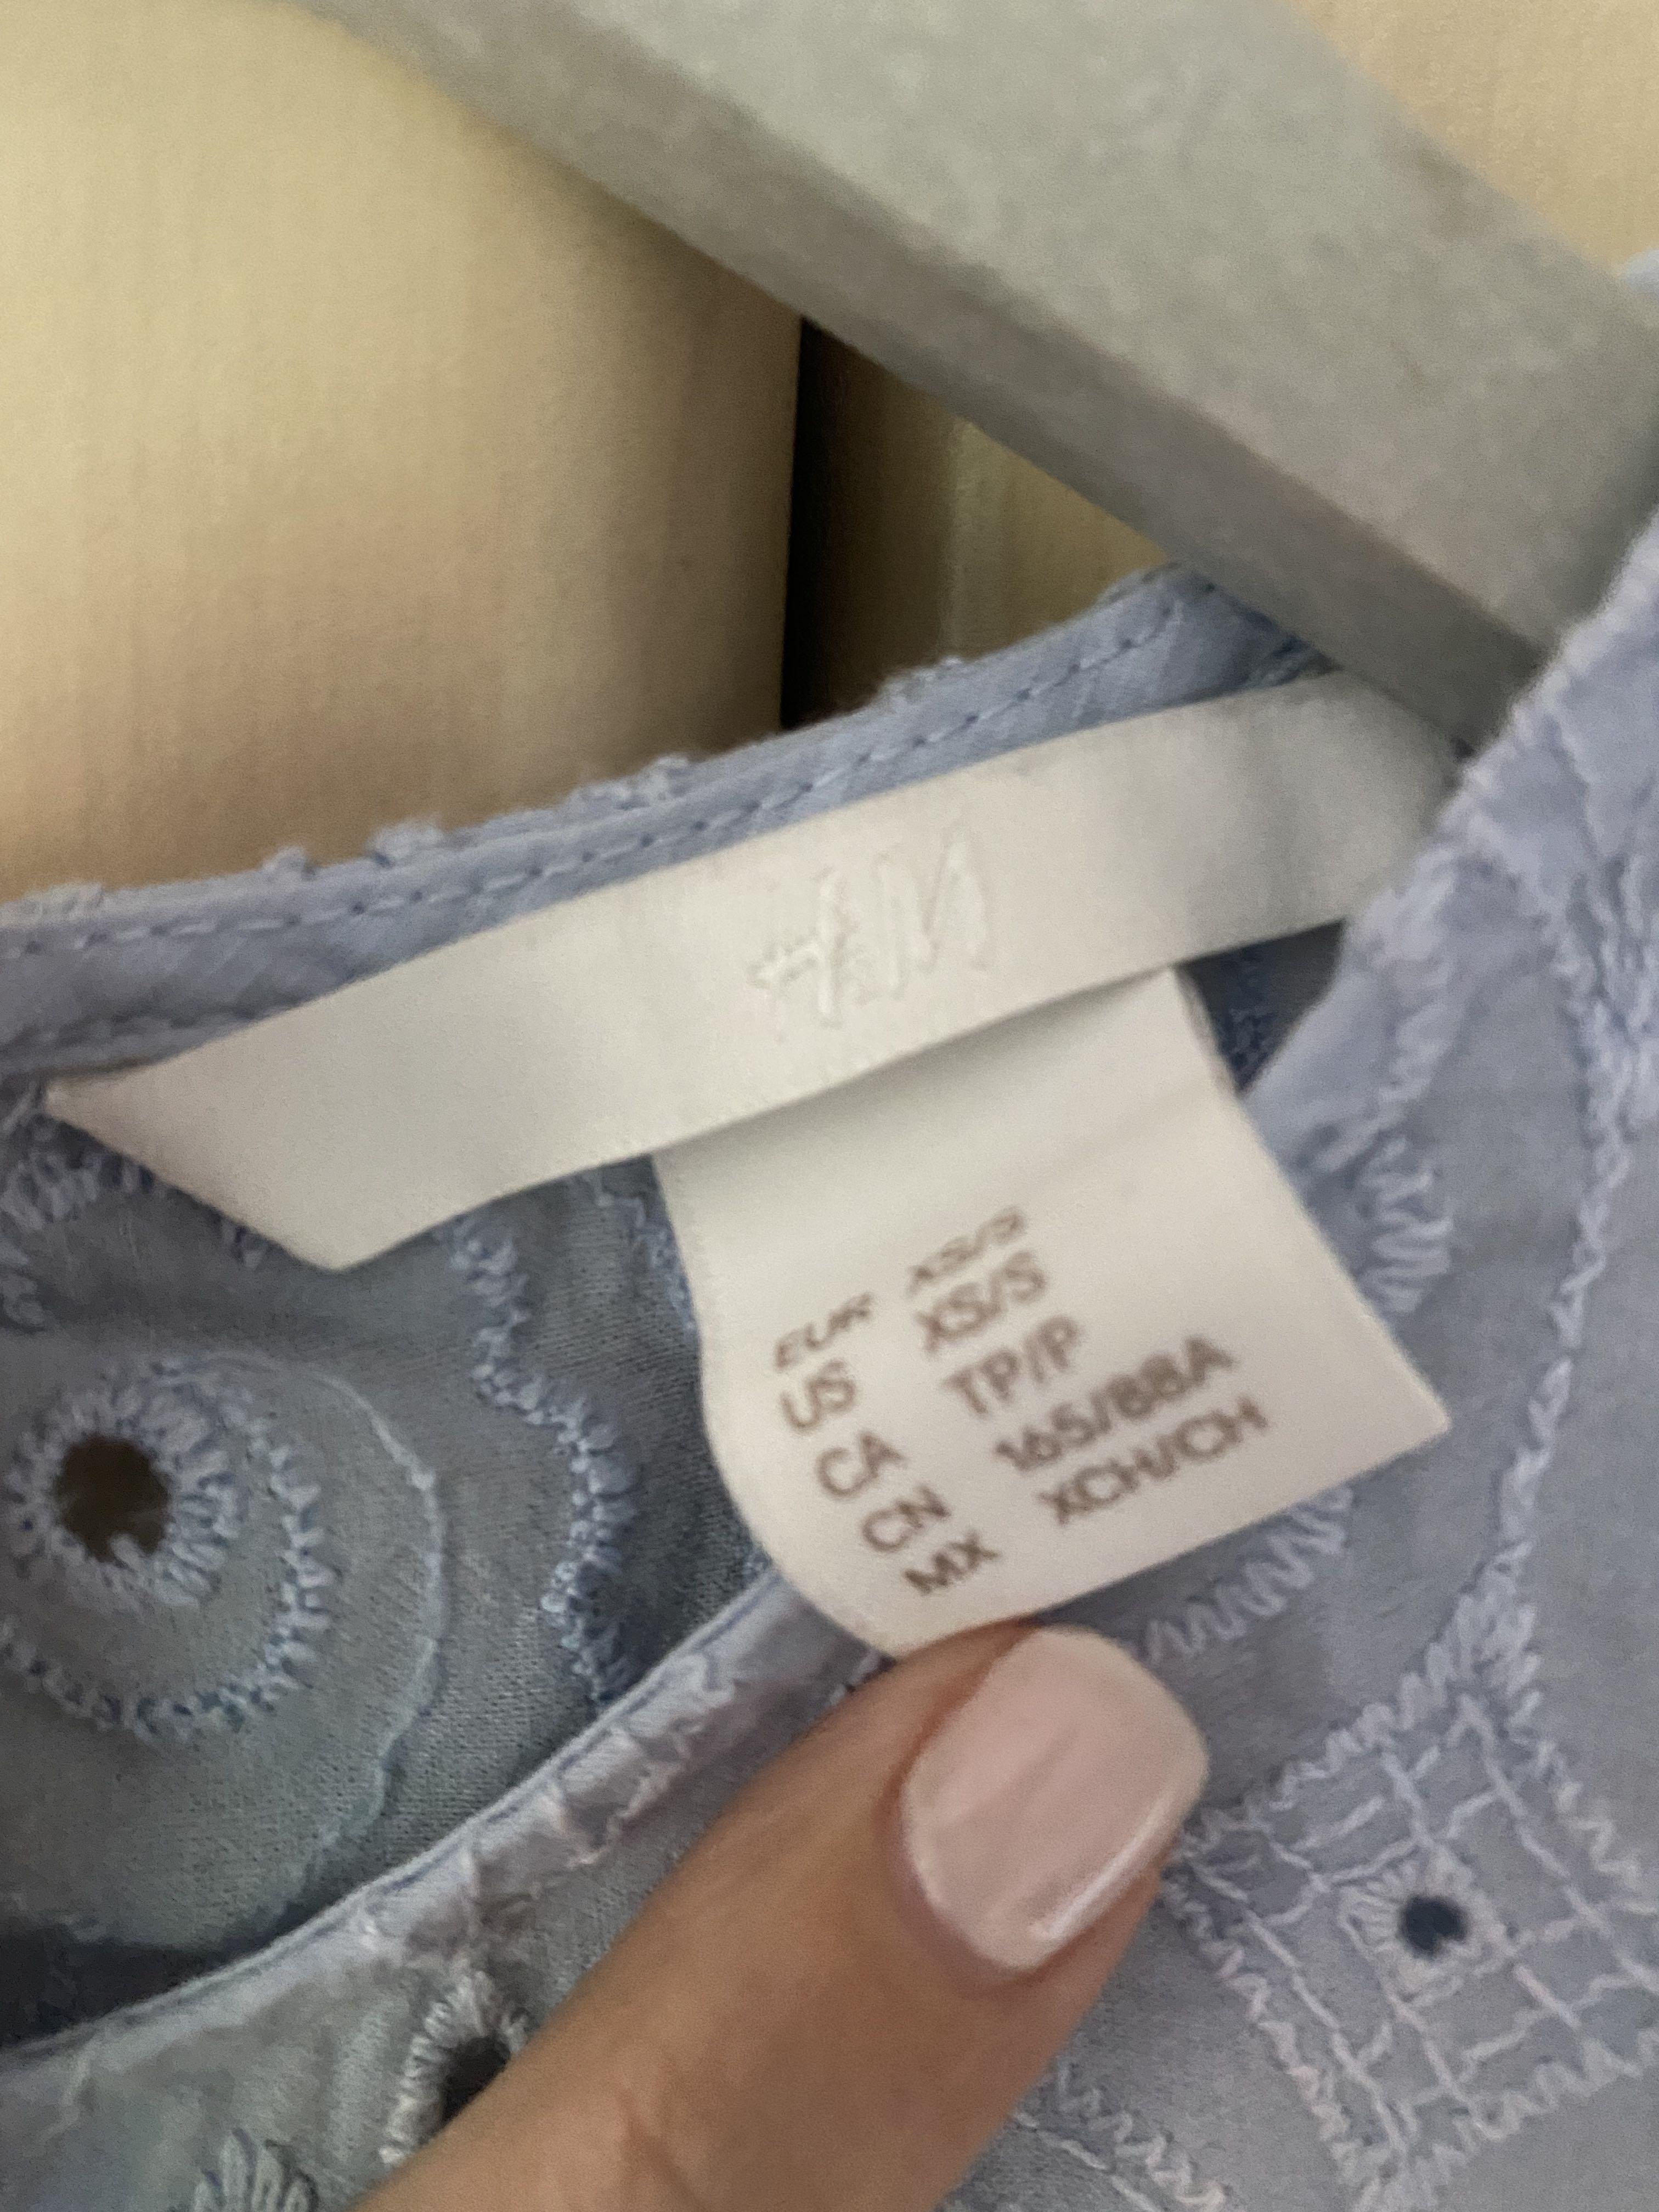 H&M
EUR XS/S
US XS/S
CA TP/P
CN 165/88A
MX XCH/CH